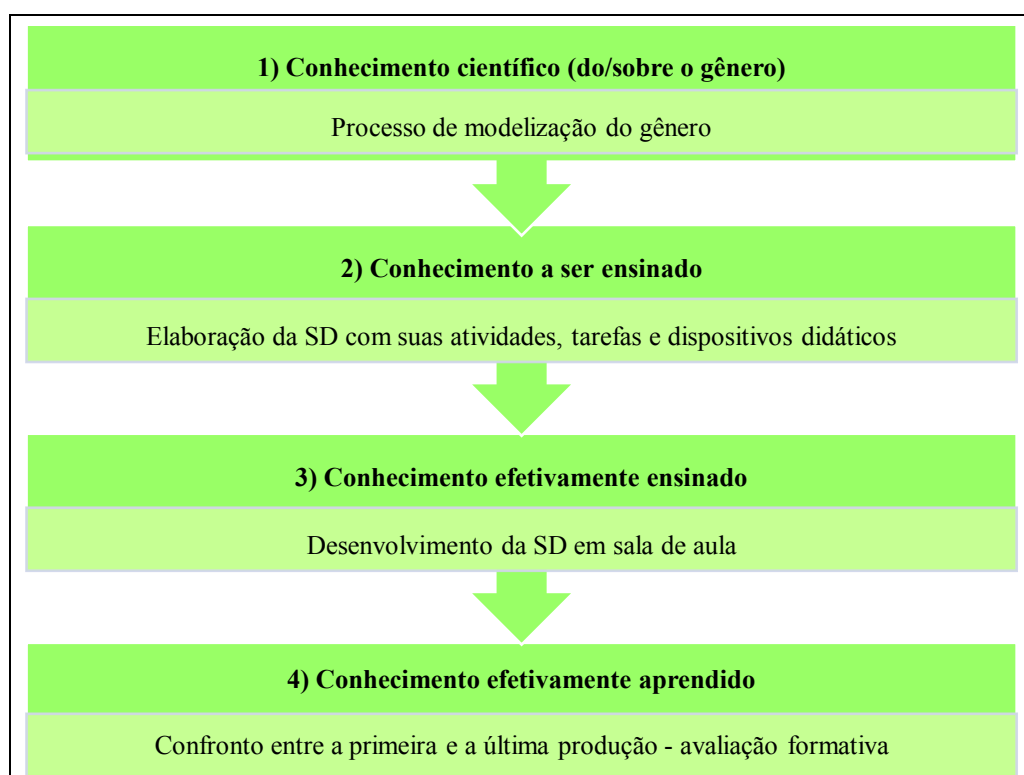 1) Conhecimento científico (do/sobre o gênero)
Processo de modelização do gênero
2) Conhecimento a ser ensinado
Elaboração da SD com suas atividades, tarefas e dispositivos didáticos
3) Conhecimento efetivamente ensinado
Desenvolvimento da SD em sala de aula
4) Conhecimento efetivamente aprendido
Confronto entre a primeira e a última produção - avaliação formativa